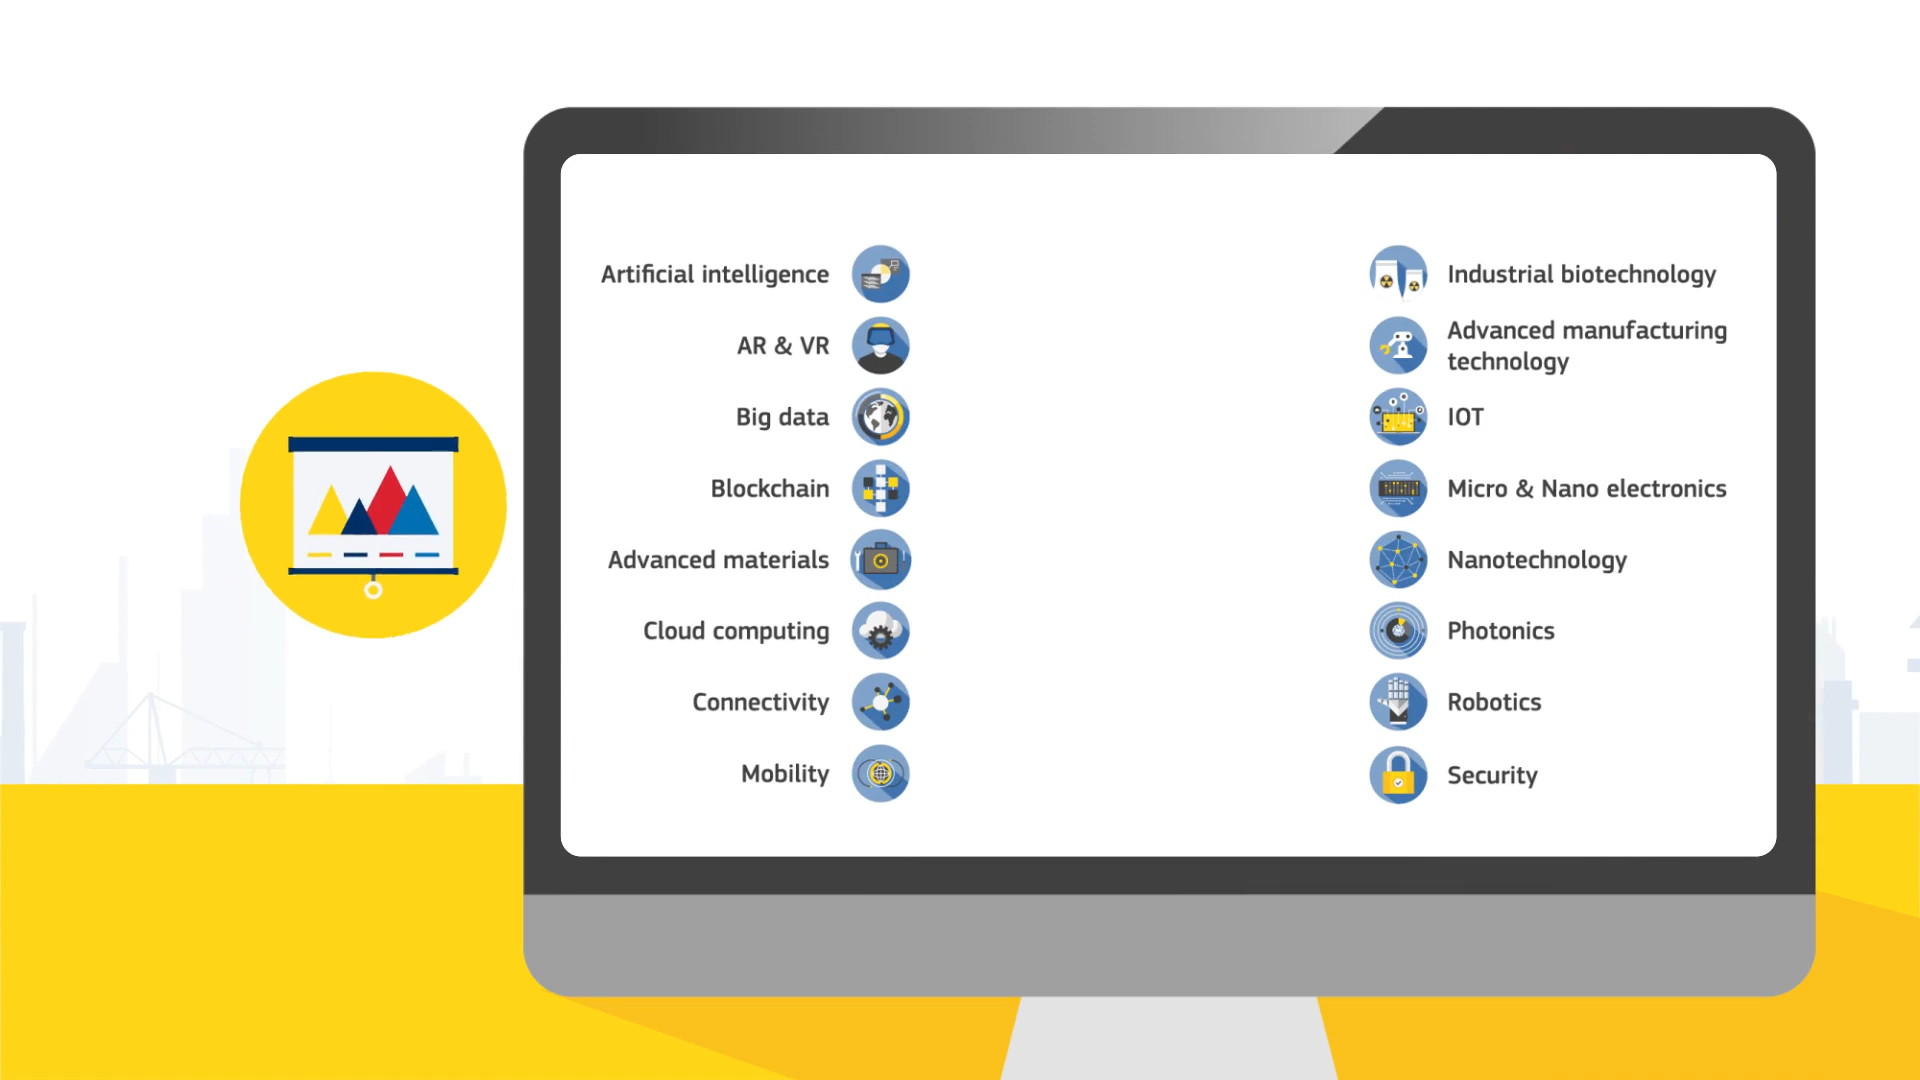 Artificial intelligence
AR & VR
Big data
Blockchain
Advanced materials
Cloud computing
Connectivity
Mobility
Industrial biotechnology
Advanced manufacturing
technology
IOT
Micro & Nano electronics
Nanotechnology
Photonics
Robotics
Security